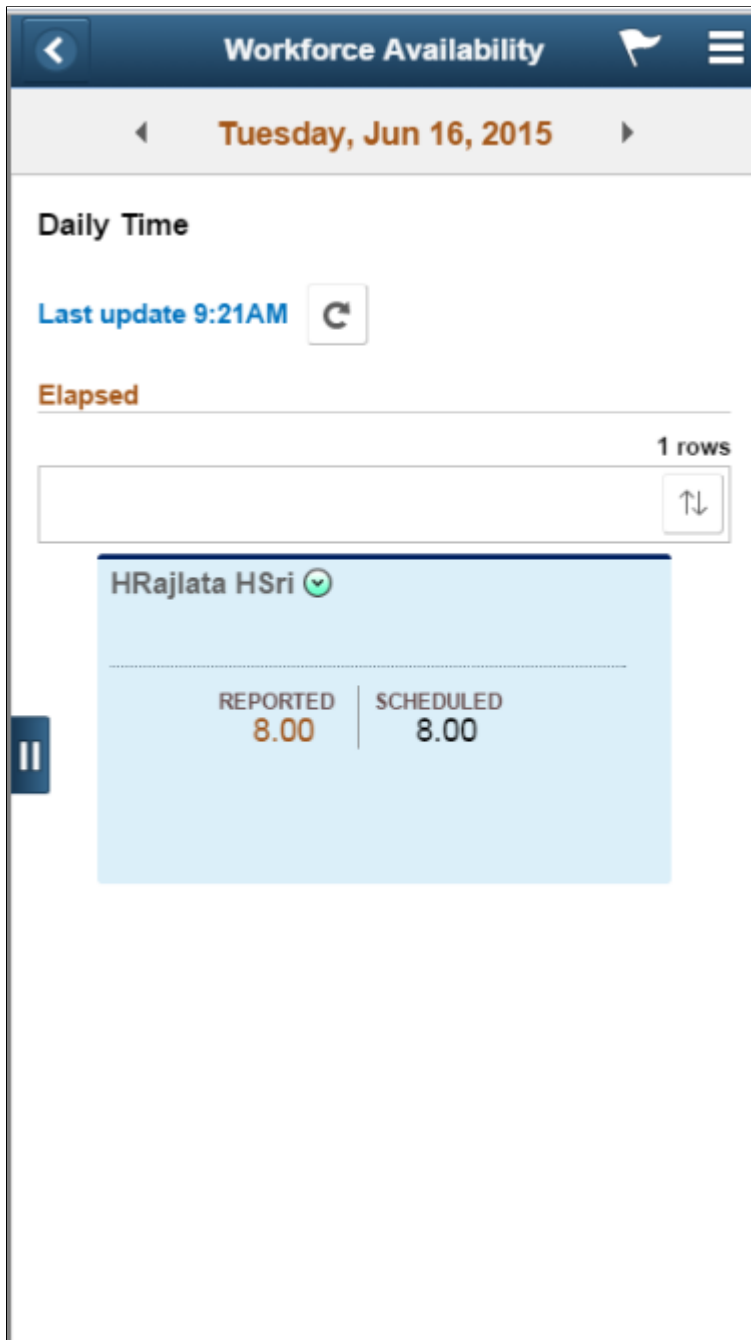 Workforce Availability
Tuesday, Jun 16, 2015
Daily Time
Last update 9:21AM
Elapsed
1 rows
HRajlata HSri
REPORTED SCHEDULED
8.00 8.00